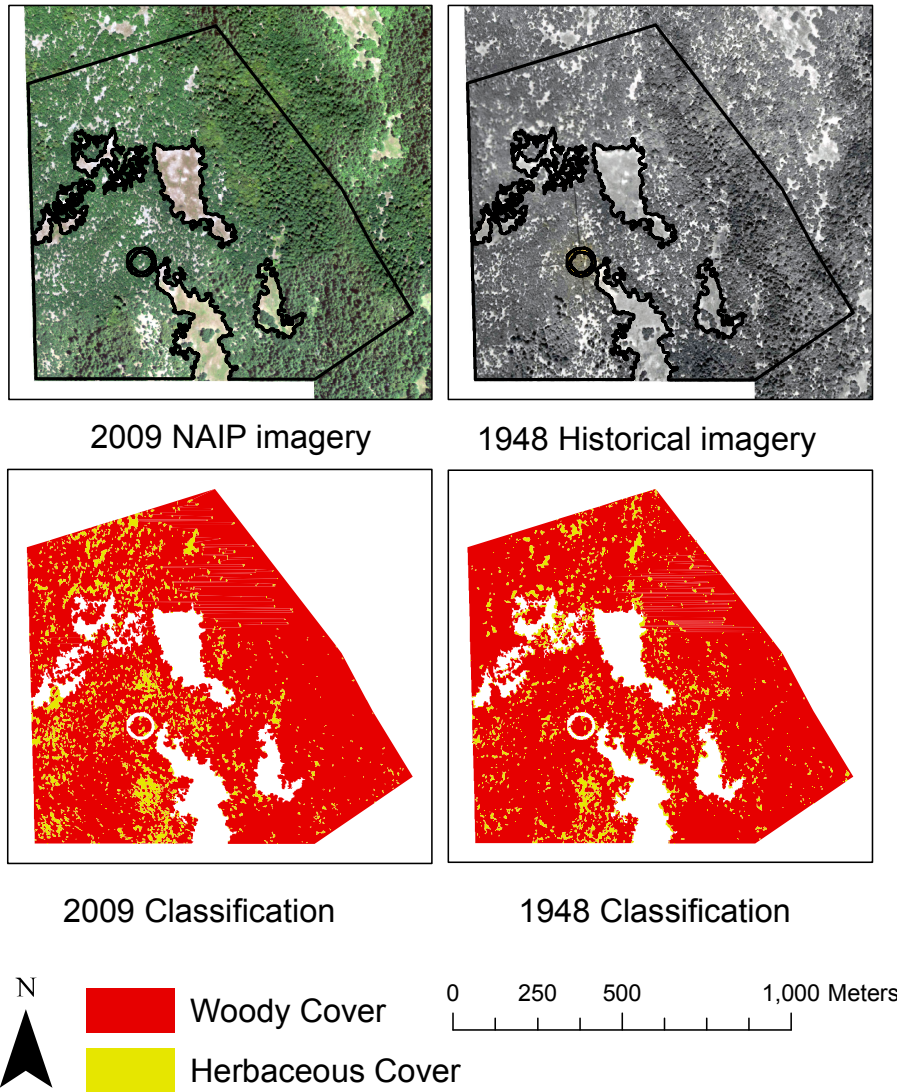 2009 NAIP imagery
1948 Historical imagery
2009 Classification
1948 Classification
N
Woody Cover
Herbaceous Cover
0 250 500 1,000 Meters